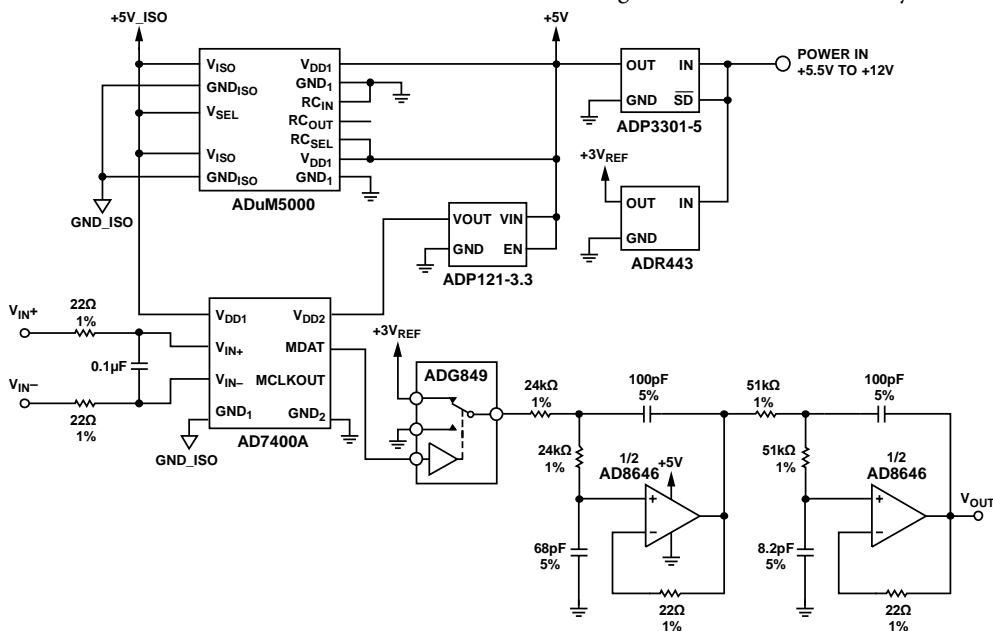 +5V_ISO
+5V
VISO
GNDISO
VSEL
VISO
GNDISO
VDD1
GND1
RCIN
RCOUT
RCSEL
VDD1
GND1
ADuM5000
GND_ISO
OUT IN
GND SD
ADP3301-5
POWER IN
+5.5V TO +12V
+3VREF
OUT IN
GND
ADR443
VOUT VIN
GND EN
ADP121-3.3
VIN+
22Ω
1%
0.1µF
VIN–
22Ω
1%
VDD1
VIN+
VIN–
GND1
VDD2
MDAT
MCLKOUT
GND2
AD7400A
GND_ISO
+3VREF
ADG849
24kΩ
1%
100pF
5%
24kΩ
1%
1/2
AD8646
+5V
+
–
68pF
5%
22Ω
1%
51kΩ
1%
100pF
5%
51kΩ
1%
1/2
AD8646
+
–
8.2pF
5%
22Ω
1%
VOUT